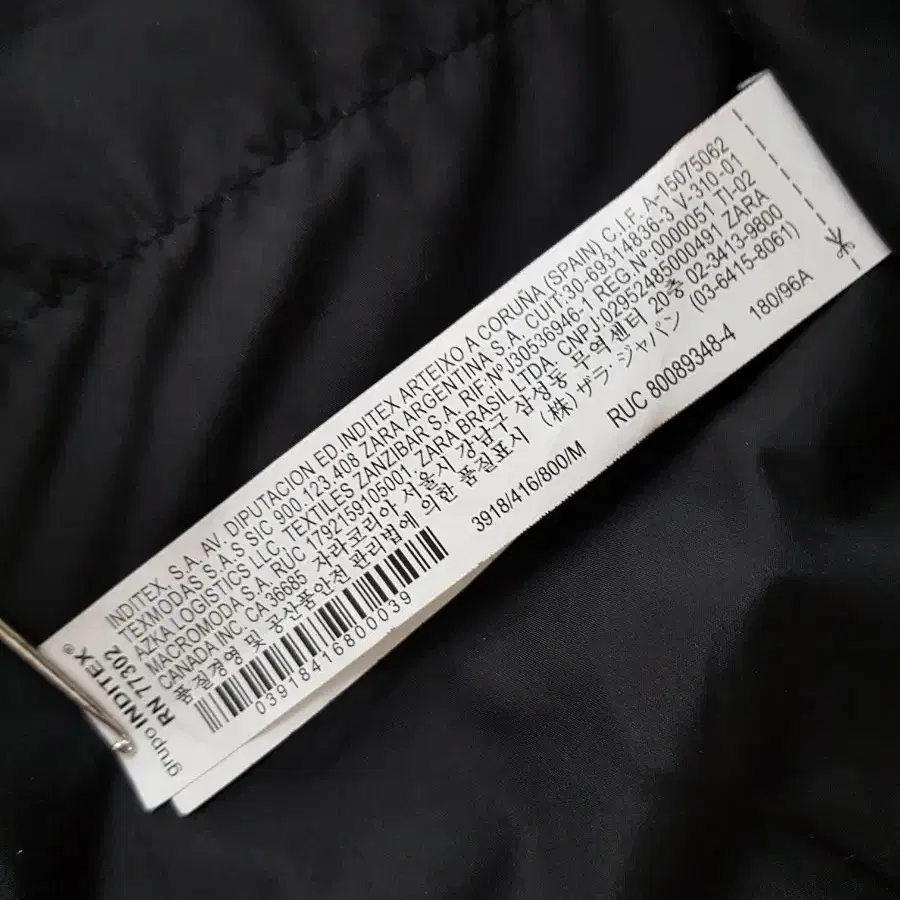 INDITEX, S.A. AV. DIPUTACION ED INDITEX ARTEIXO A CORUÑA (SPAIN) C.I.F. A-15075062
TEXMODAS S.A.S SIC 900.123.408 ZARA ARGENTINA S.A. CUIT:30-69314836-3 V-310-01
AZKA LOGISTICS LLC, TEXTILES ZANZIBAR S.A. RIF:NºJ30536946-1 REG.Nº0000051 TI-02
MACROMODA S.A. RUC 1792159105001, ZARA BRASIL LTDA, CNPJ.02952485000491 ZARA
CANADA INC. CA 36685 자라코리아 서울시 강남구 삼성동 무역센터 20층 02-3413-9800
품질경영 및 공산품안전 관리법에 의한 품질표시 (株) ザラ・ジャパン (03-6415-8061)
03918416800039
3918/416/800/M
RUC 80089348-4
180/96A
grupo INDITEX®
RN 77302